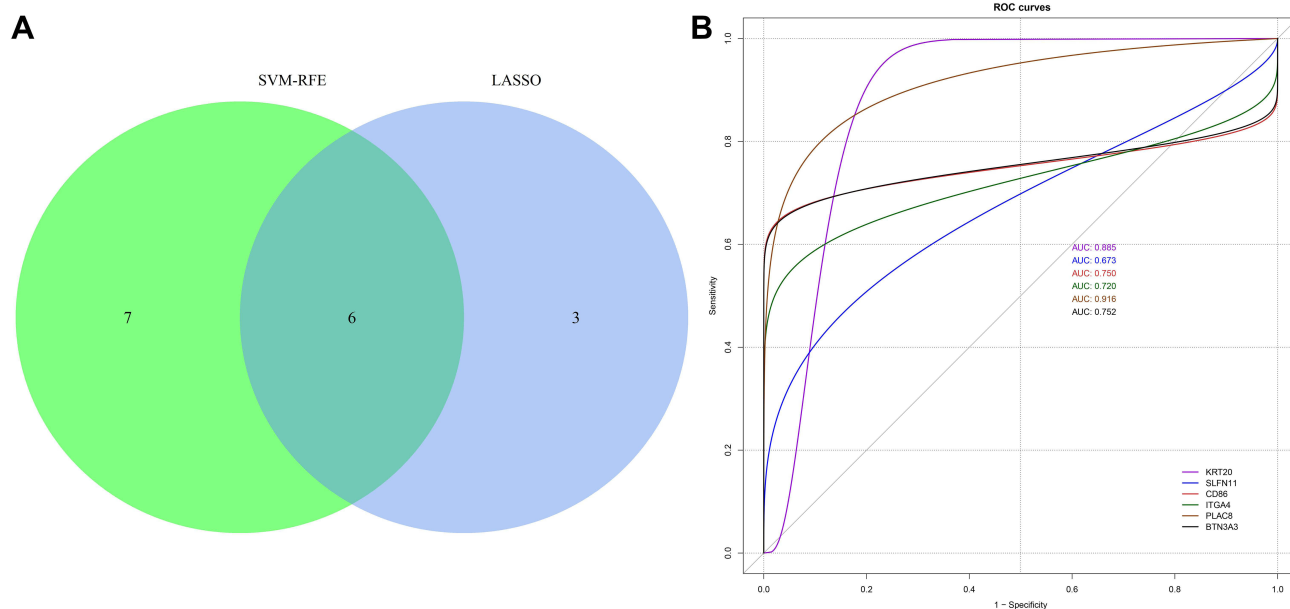 A
SVM-RFE
LASSO
7
6
3
B
ROC curves
Sensitivity
1.0
0.8
0.6
0.4
0.2
0.0
AUC: 0.885
AUC: 0.673
AUC: 0.750
AUC: 0.720
AUC: 0.916
AUC: 0.752
KRT20
SLFN11
CD86
ITGA4
PLAC8
BTN3A3
0.0 0.2 0.4 0.6 0.8 1.0
1 − Specificity